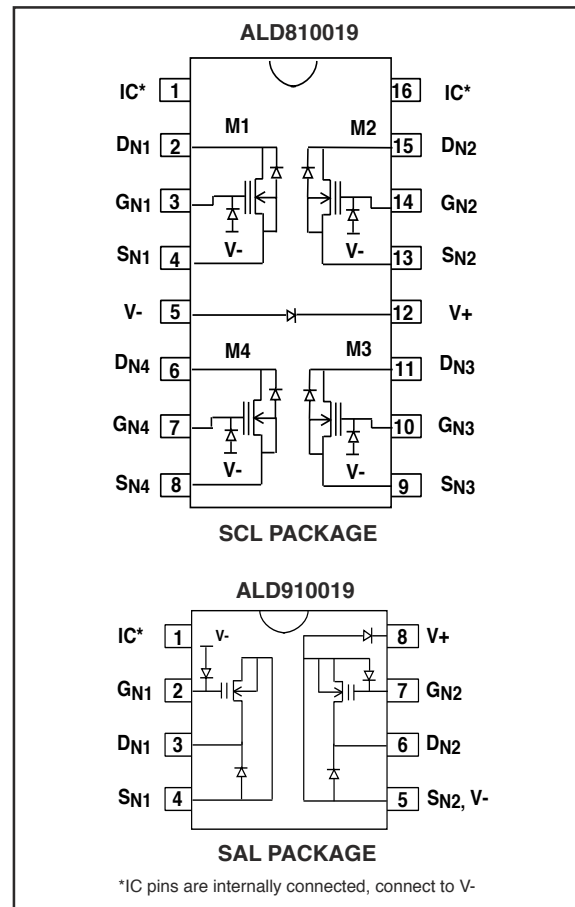 ALD810019
IC* 1 16 IC*
M1 M2
DN1 2 15 DN2
GN1 3 14 GN2
V- V-
SN1 4 13 SN2
V- 5 12 V+
M4 M3
DN4 6 11 DN3
GN4 7 10 GN3
V- V-
SN4 8 9 SN3
SCL PACKAGE
ALD910019
IC* 1 V- 8 V+
GN1 2 7 GN2
DN1 3 6 DN2
SN1 4 5 SN2, V-
SAL PACKAGE
*IC pins are internally connected, connect to V-